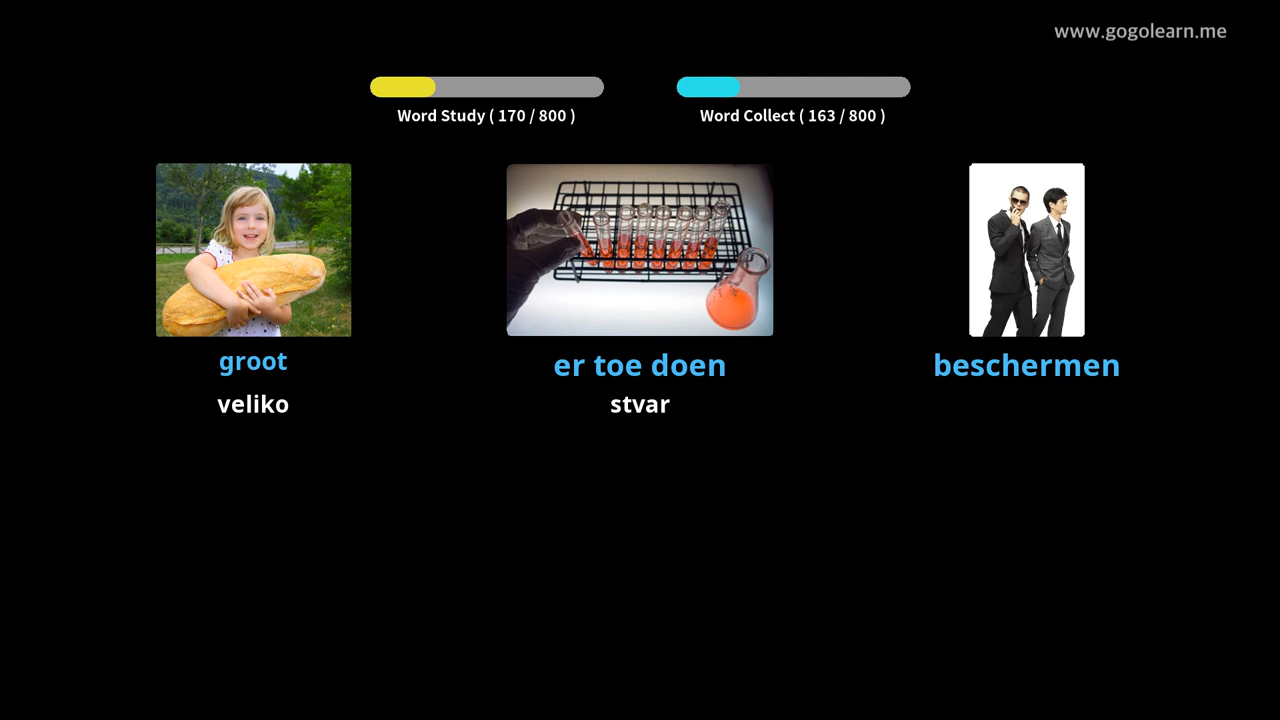 www.gogolearn.me
Word Study ( 170 / 800 )
Word Collect ( 163 / 800 )
groot
er toe doen
beschermen
veliko
stvar